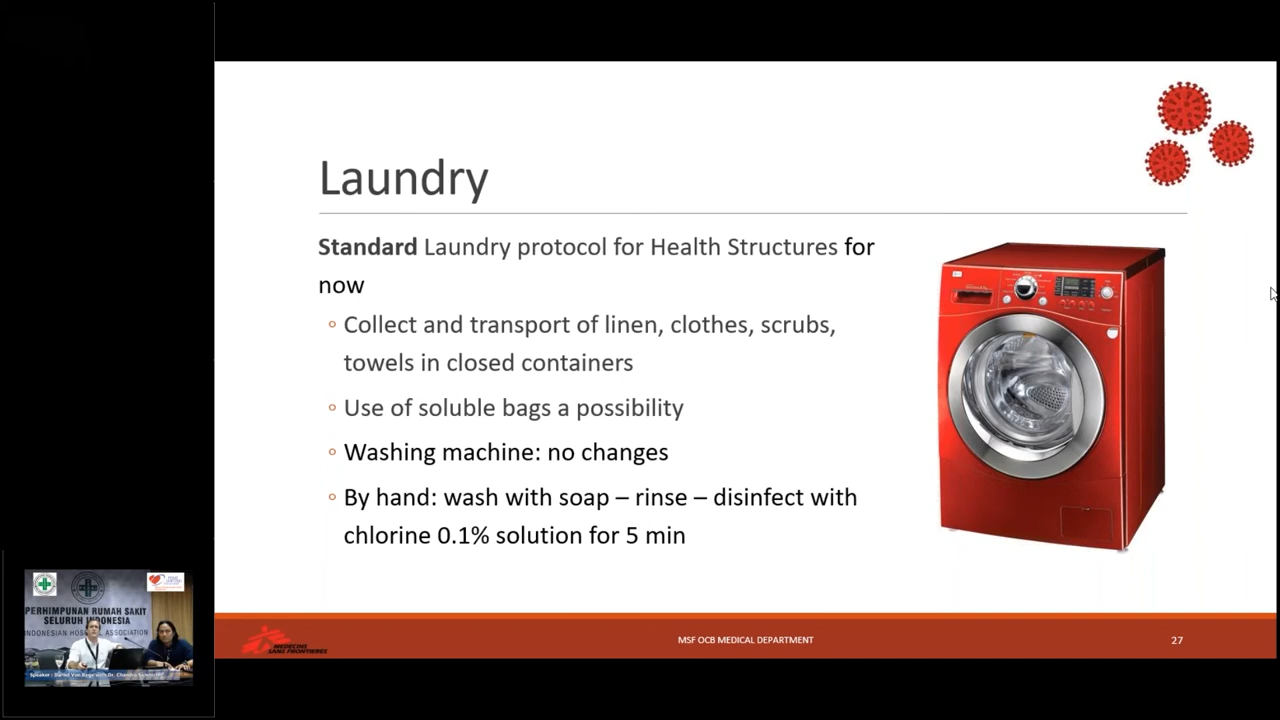 Laundry
Standard Laundry protocol for Health Structures for
now
Collect and transport of linen, clothes, scrubs,
towels in closed containers
Use of soluble bags a possibility
Washing machine: no changes
By hand: wash with soap – rinse – disinfect with
chlorine 0.1% solution for 5 min
MEDECINS
SANS FRONTIERES
MSF OCB MEDICAL DEPARTMENT
27
PERHIMPUNAN RUMAH SAKIT
SELURUH INDONESIA
INDONESIAN HOSPITAL ASSOCIATION
Speaker : Daniel Von